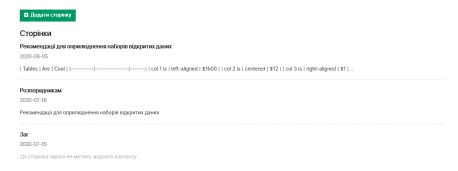 Додати сторінку
Сторінки
Рекомендації для оприлюднення наборів відкритих даних
2020-08-05
| Tables | Are | Cool | |----------|:-------------:|------:| | col 1 is | left-aligned | $1600 | | col 2 is | centered | $12 | | col 3 is | right-aligned | $1 |...
Розпорядникам
2020-07-18
Рекомендації для оприлюднення наборів відкритих даних
Заг
2020-07-15
Ця сторінка наразі не містить жодного контенту